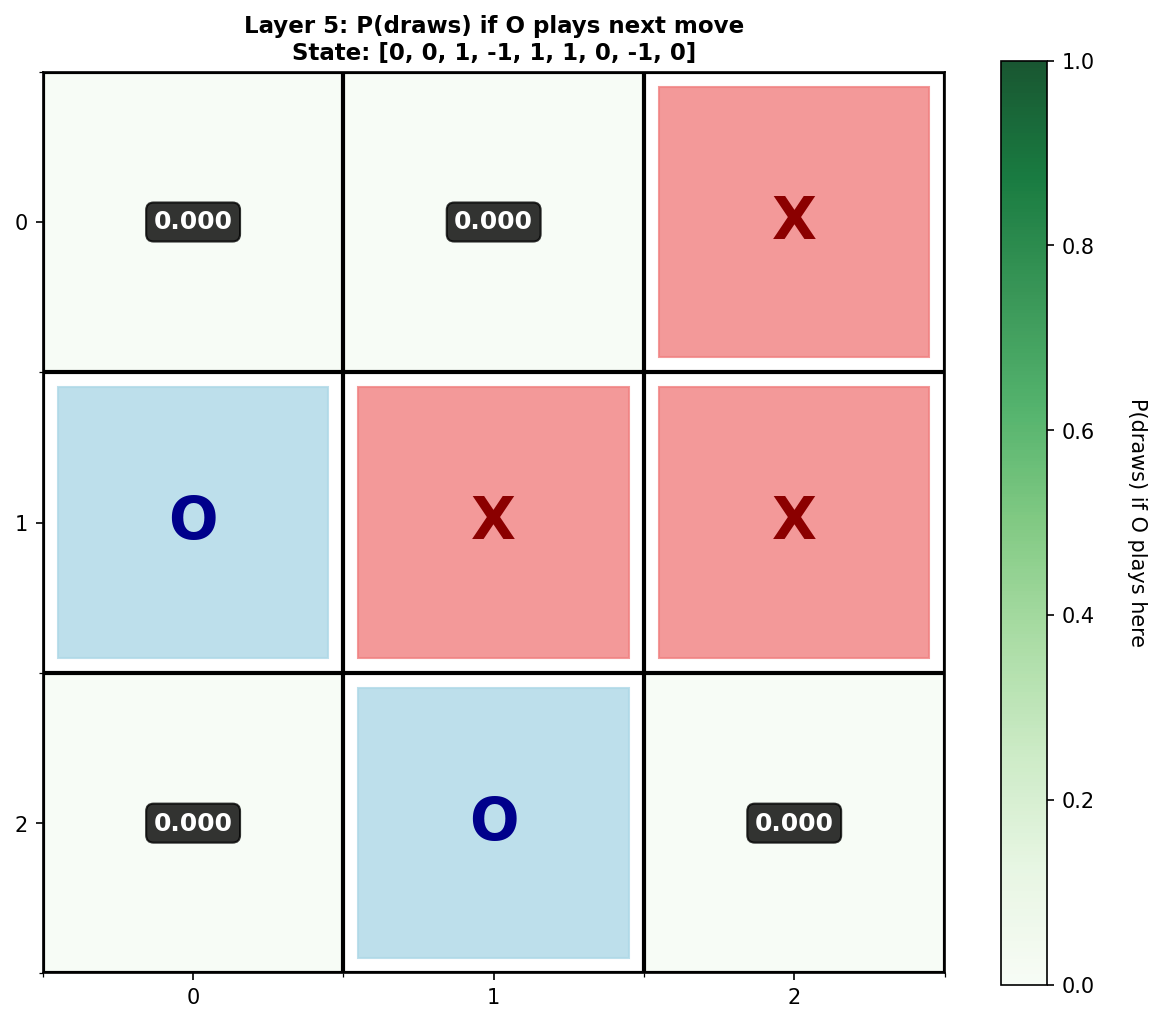 Layer 5: P(draws) if O plays next move
State: [0, 0, 1, -1, 1, 1, 0, -1, 0]
0
0.000
0.000
X
1
O
X
X
2
0.000
O
0.000
0
1
2
1.0
0.8
0.6
0.4
0.2
0.0
P(draws) if O plays here